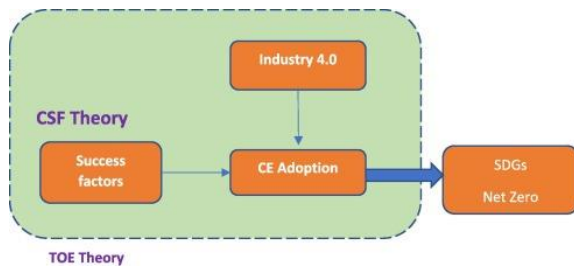 Industry 4.0
CSF Theory
Success
factors
CE Adoption
SDGs
Net Zero
TOE Theory